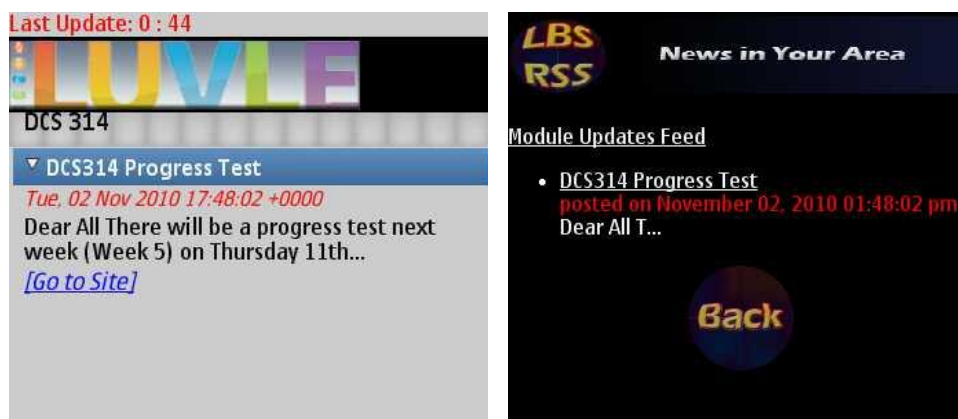 Last Update: 0 : 44
LUVLE
DCS 314
DCS314 Progress Test
Tue, 02 Nov 2010 17:48:02 +0000
Dear All There will be a progress test next
week (Week 5) on Thursday 11th...
[Go to Site]
LBS
RSS
News in Your Area
Module Updates Feed
• DCS314 Progress Test
posted on November 02, 2010 01:48:02 pm
Dear All T...
Back